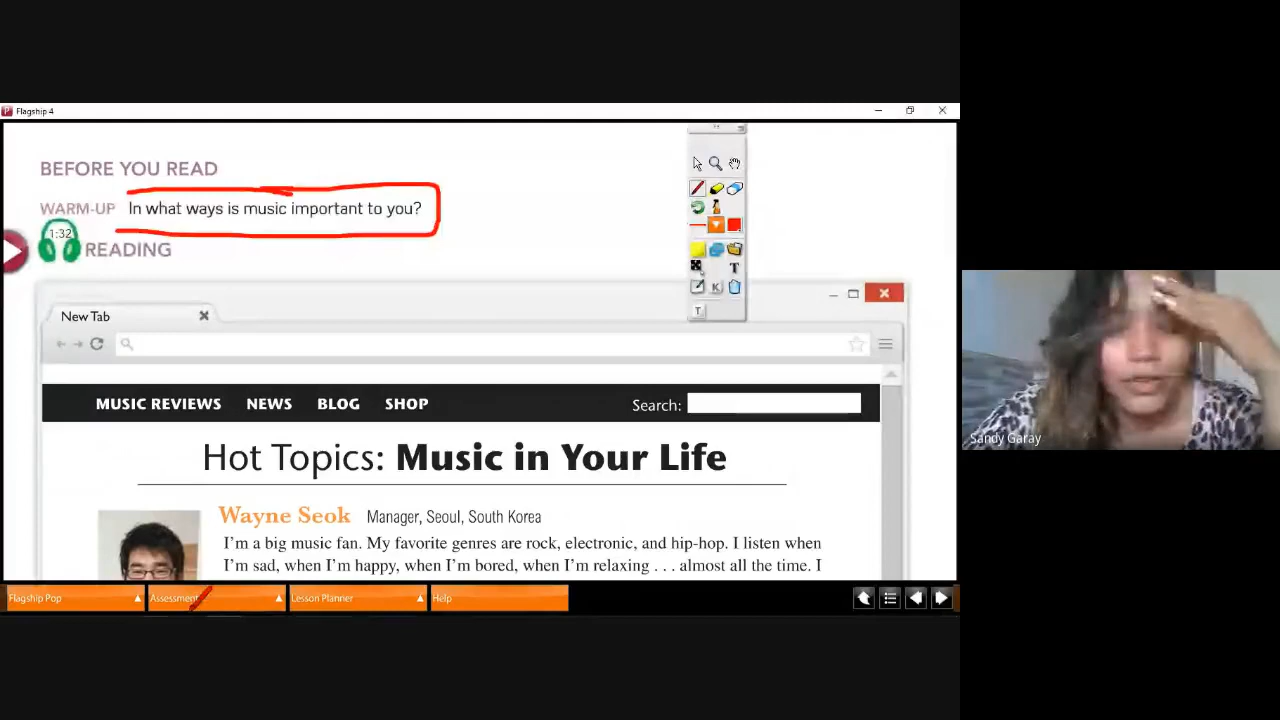 Flagship 4
BEFORE YOU READ
WARM-UP In what ways is music important to you?
1:32
READING
New Tab
MUSIC REVIEWS NEWS BLOG SHOP Search:
Hot Topics: Music in Your Life
Wayne Seok Manager, Seoul, South Korea
I'm a big music fan. My favorite genres are rock, electronic, and hip-hop. I listen when
I'm sad, when I'm happy, when I'm bored, when I'm relaxing . . . almost all the time. I
T
K
T
Sandy Garay
Flagship Pop Assessment Lesson Planner Help